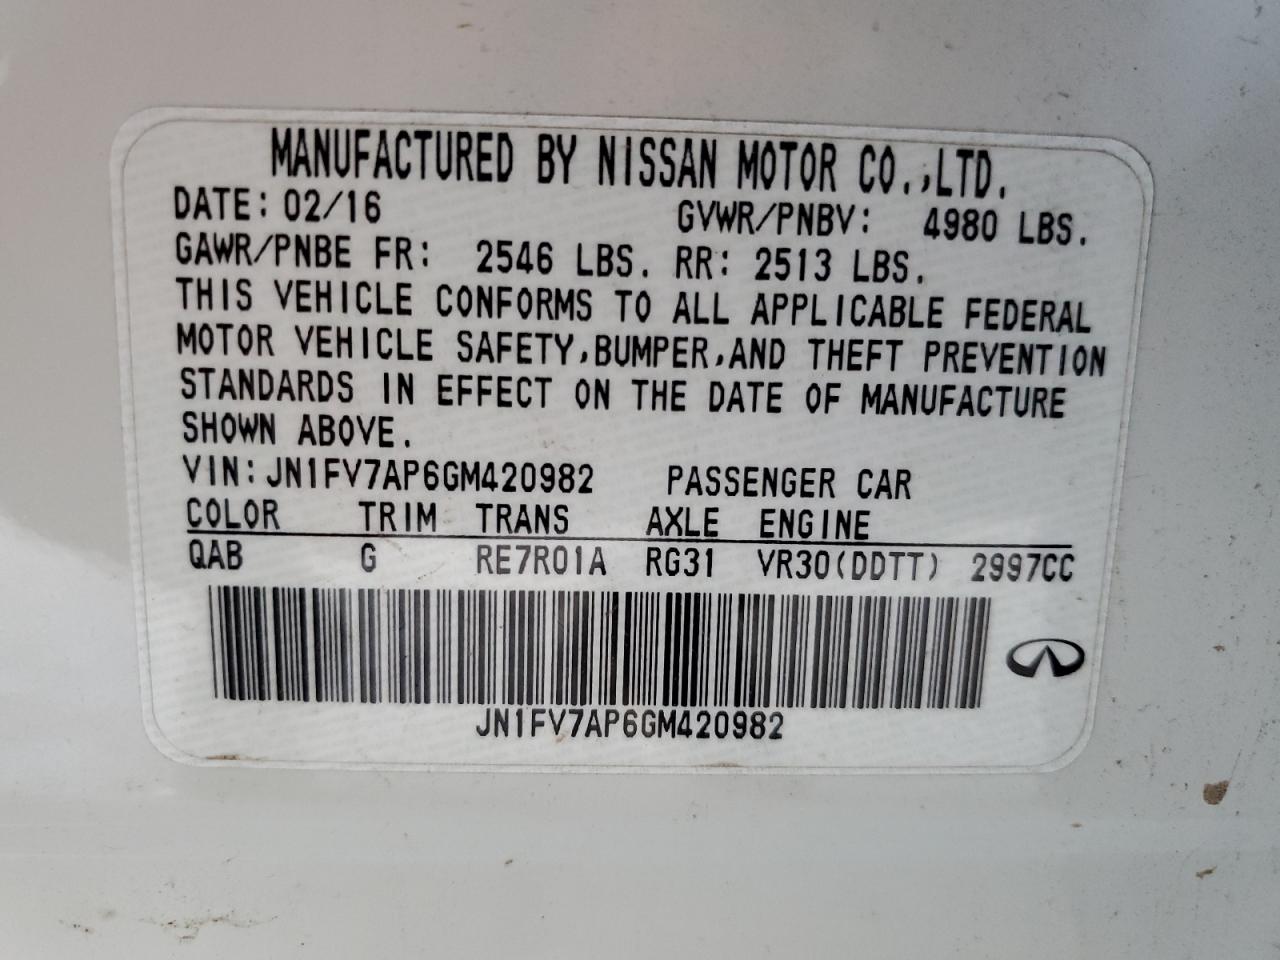 MANUFACTURED BY NISSAN MOTOR CO.,LTD.
DATE: 02/16 GVWR/PNBV: 4980 LBS.
GAWR/PNBE FR: 2546 LBS. RR: 2513 LBS.
THIS VEHICLE CONFORMS TO ALL APPLICABLE FEDERAL
MOTOR VEHICLE SAFETY,BUMPER,AND THEFT PREVENTION
STANDARDS IN EFFECT ON THE DATE OF MANUFACTURE
SHOWN ABOVE.
VIN:JN1FV7AP6GM420982 PASSENGER CAR
COLOR TRIM TRANS AXLE ENGINE
QAB G RE7R01A RG31 VR30(DDTT) 2997CC
JN1FV7AP6GM420982